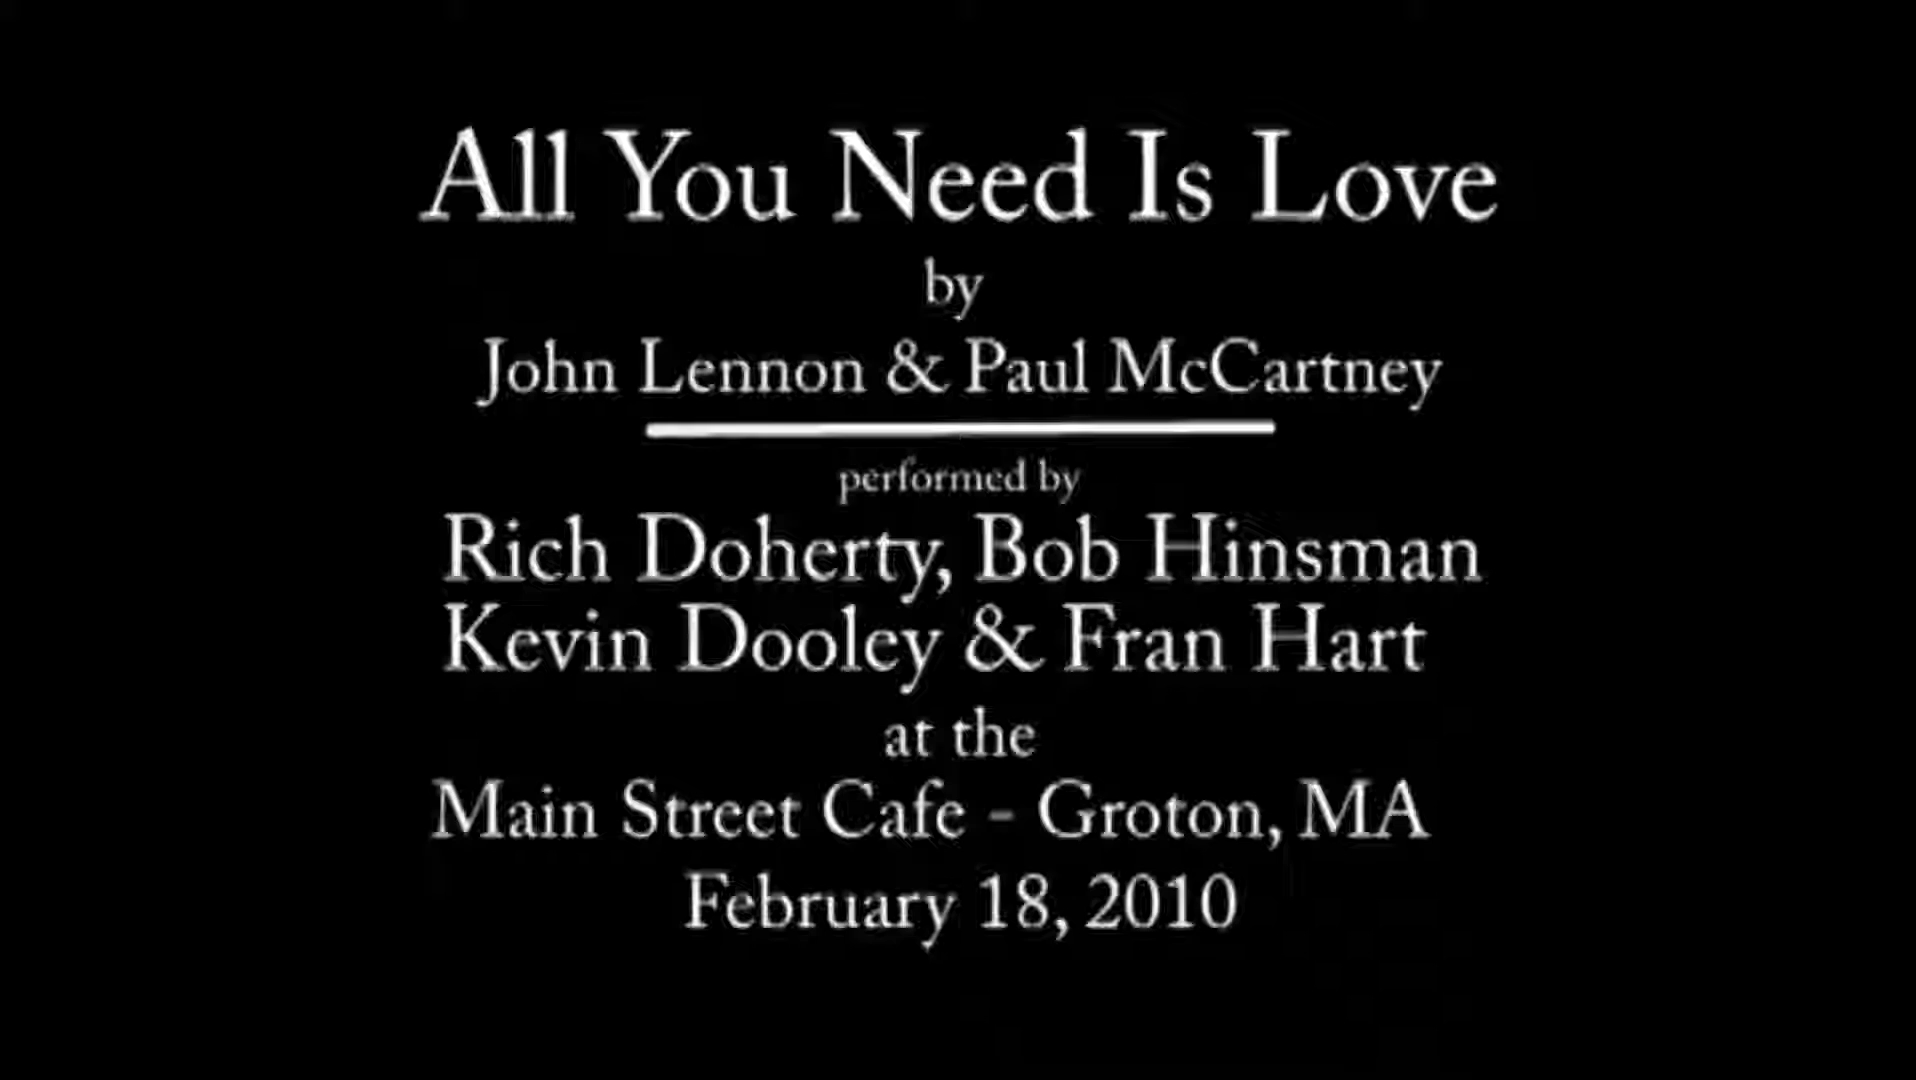 All You Need Is Love
by
John Lennon & Paul McCartney
performed by
Rich Doherty, Bob Hinsman
Kevin Dooley & Fran Hart
at the
Main Street Cafe - Groton, MA
February 18, 2010